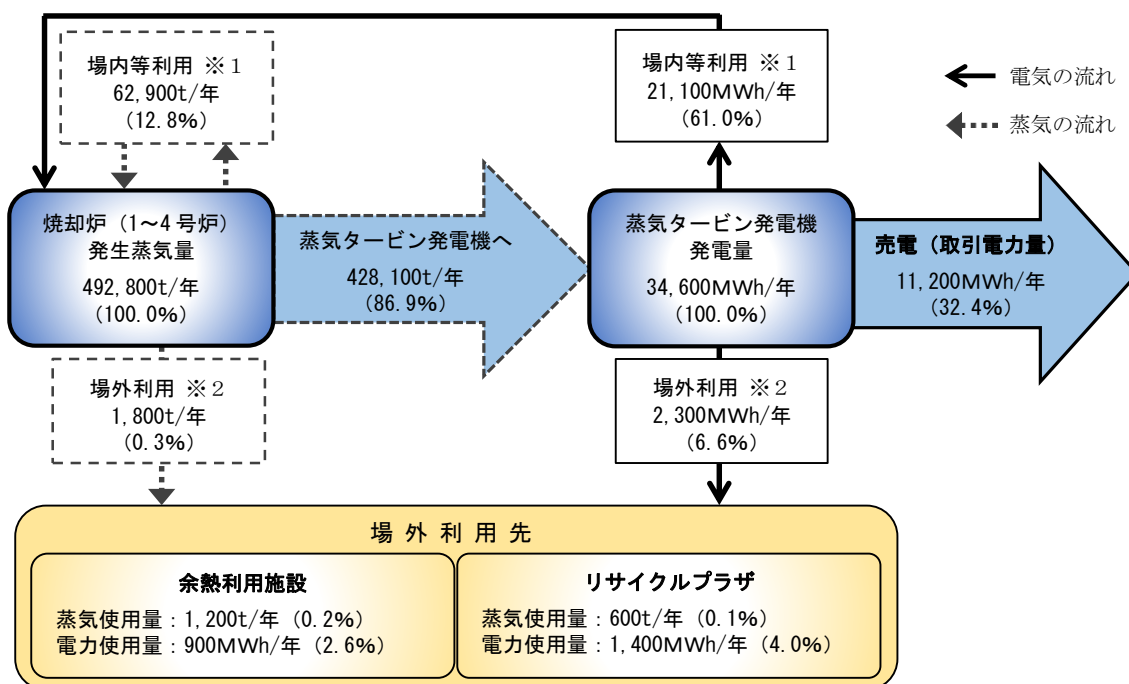 場内等利用 ※1
62,900t/年
(12.8%)
場内等利用 ※1
21,100MWh/年
(61.0%)
電気の流れ
蒸気の流れ
焼却炉（1～4号炉）
発生蒸気量
492,800t/年
(100.0%)
蒸気タービン発電機へ
428,100t/年
(86.9%)
蒸気タービン発電機
発電量
34,600MWh/年
(100.0%)
売電（取引電力量）
11,200MWh/年
(32.4%)
場外利用 ※2
1,800t/年
(0.3%)
場外利用 ※2
2,300MWh/年
(6.6%)
場外利用先
余熱利用施設
蒸気使用量：1,200t/年（0.2%）
電力使用量：900MWh/年（2.6%）
リサイクルプラザ
蒸気使用量：600t/年（0.1%）
電力使用量：1,400MWh/年（4.0%）